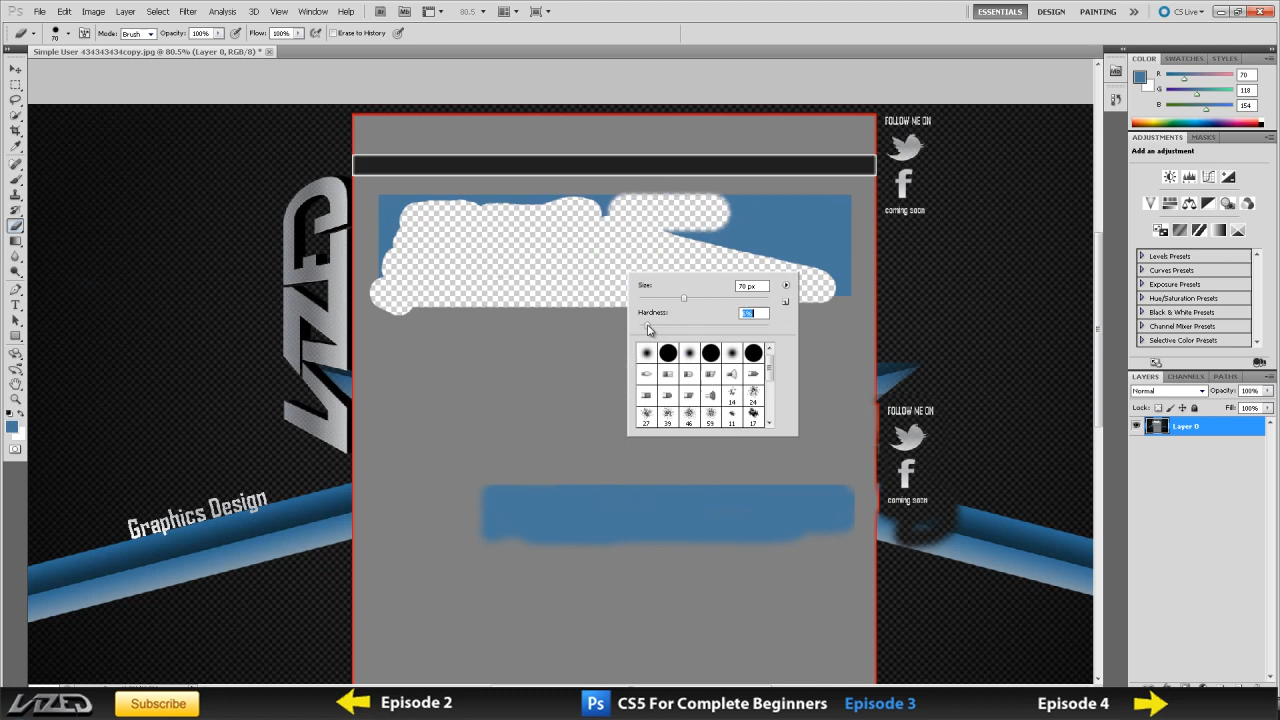 Ps File Edit Image Layer Select Filter Analysis 3D View Window Help Br Mb 80.5 ESSENTIALS DESIGN PAINTING CS Live
70 Mode: Brush Opacity: 100% Flow: 100% Erase to History
Simple User 434343434copy.jpg @ 80.5% (Layer 0, RGB/8) *
COLOR SWATCHES STYLES
R 70
G 118
B 154
ADJUSTMENTS MASKS
Add an adjustment
Levels Presets
Curves Presets
Exposure Presets
Hue/Saturation Presets
Black & White Presets
Channel Mixer Presets
Selective Color Presets
LAYERS CHANNELS PATHS
Normal Opacity: 100%
Lock: Fill: 100%
Layer 0
FOLLOW ME ON
coming soon
FOLLOW ME ON
coming soon
VIZED
Graphics Design
Size: 70 px
Hardness:
14 24
27 39 46 59 11 17
VIZED Subscribe Episode 2 Ps CS5 For Complete Beginners Episode 3 Episode 4